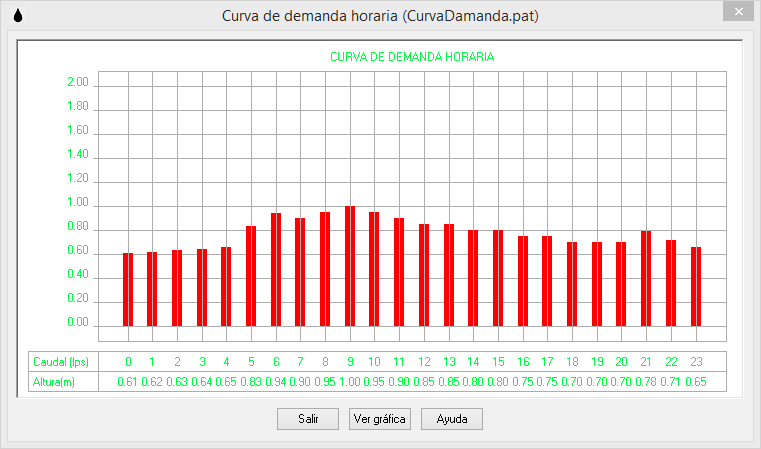 Curva de demanda horaria (CurvaDamanda.pat)
CURVA DE DEMANDA HORARIA
2.00
1.80
1.60
1.40
1.20
1.00
0.80
0.60
0.40
0.20
0.00
Caudal (lps) 0 1 2 3 4 5 6 7 8 9 10 11 12 13 14 15 16 17 18 19 20 21 22 23
Altura(m) 0.61 0.62 0.63 0.64 0.65 0.83 0.94 0.90 0.95 1.00 0.95 0.90 0.85 0.85 0.80 0.80 0.75 0.75 0.70 0.70 0.70 0.78 0.71 0.65
Salir Ver gráfica Ayuda